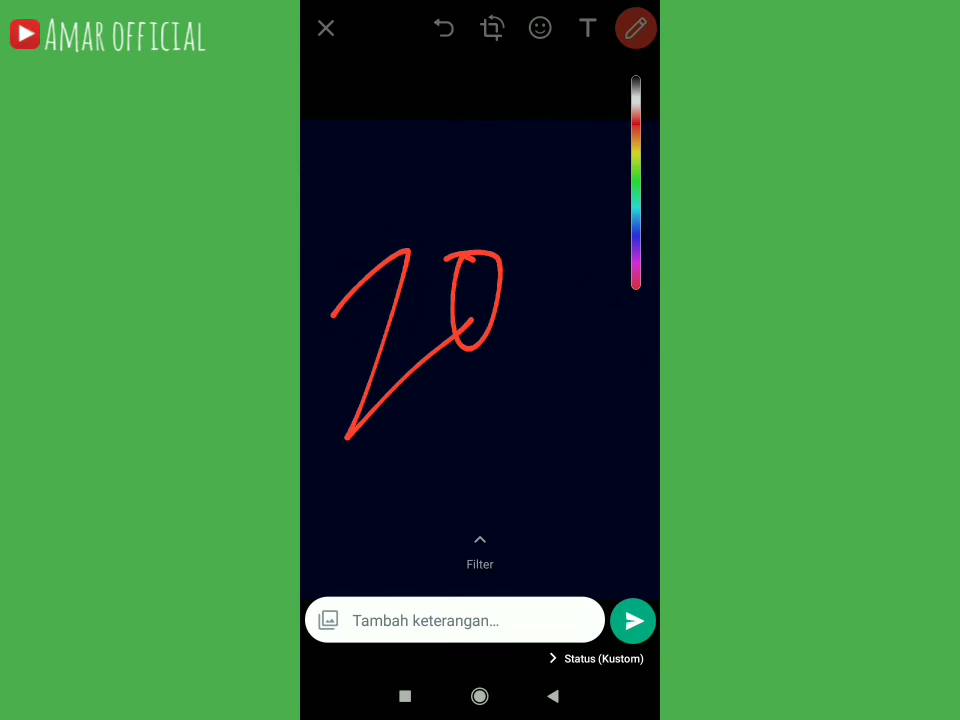 AMAR OFFICIAL
T
20
Filter
Tambah keterangan...
Status (Kustom)